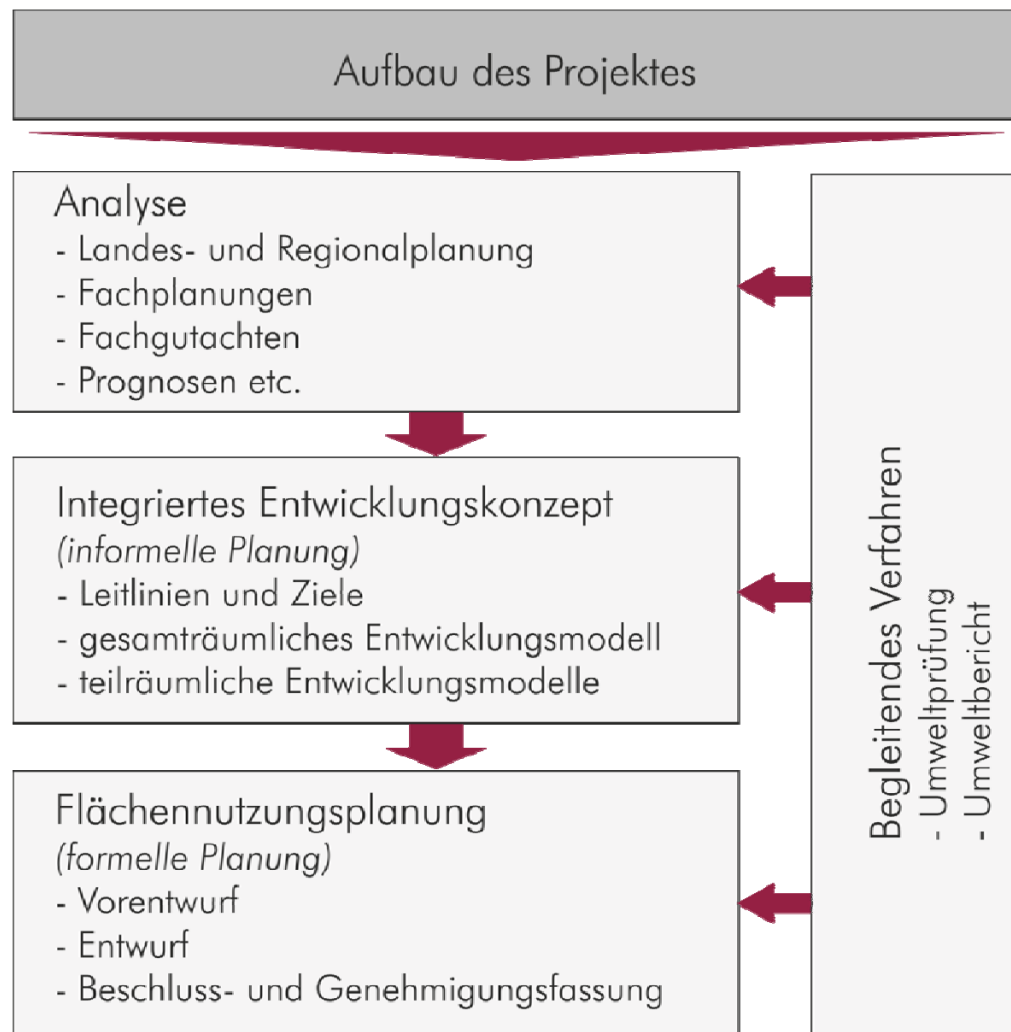 Aufbau des Projektes
Analyse
- Landes- und Regionalplanung
- Fachplanungen
- Fachgutachten
- Prognosen etc.
Integriertes Entwicklungskonzept
(informelle Planung)
- Leitlinien und Ziele
- gesamträumliches Entwicklungsmodell
- teilräumliche Entwicklungsmodelle
Flächennutzungsplanung
(formelle Planung)
- Vorentwurf
- Entwurf
- Beschluss- und Genehmigungsfassung
Begleitendes Verfahren
- Umweltprüfung
- Umweltbericht